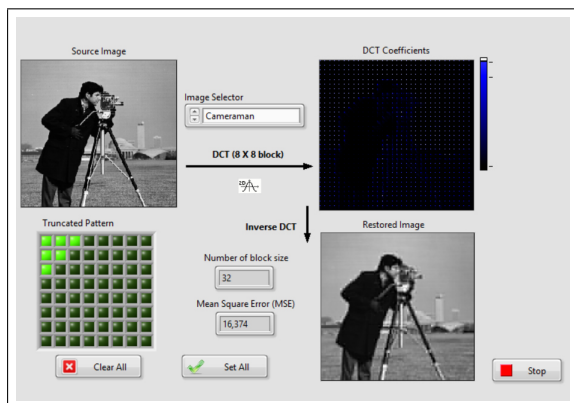 Source Image
DCT Coefficients
Image Selector
Cameraman
DCT (8 X 8 block)
2D
Inverse DCT
Truncated Pattern
Restored Image
Number of block size
32
Mean Square Error (MSE)
16,374
Clear All
Set All
Stop